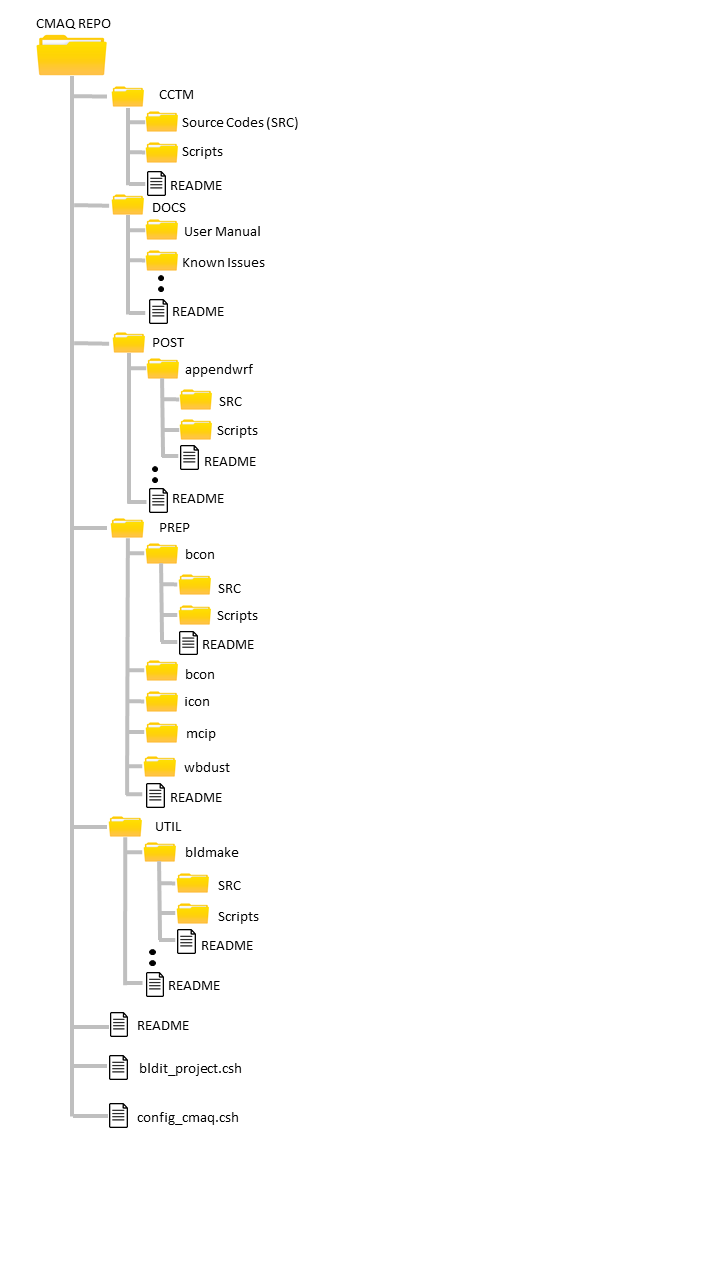 CMAQ REPO
CCTM
Source Codes (SRC)
Scripts
README
DOCS
User Manual
Known Issues
README
POST
appendwrf
SRC
Scripts
README
README
PREP
bcon
SRC
Scripts
README
bcon
icon
mcip
wbdust
README
UTIL
bldmake
SRC
Scripts
README
README
README
bldit_project.csh
config_cmaq.csh